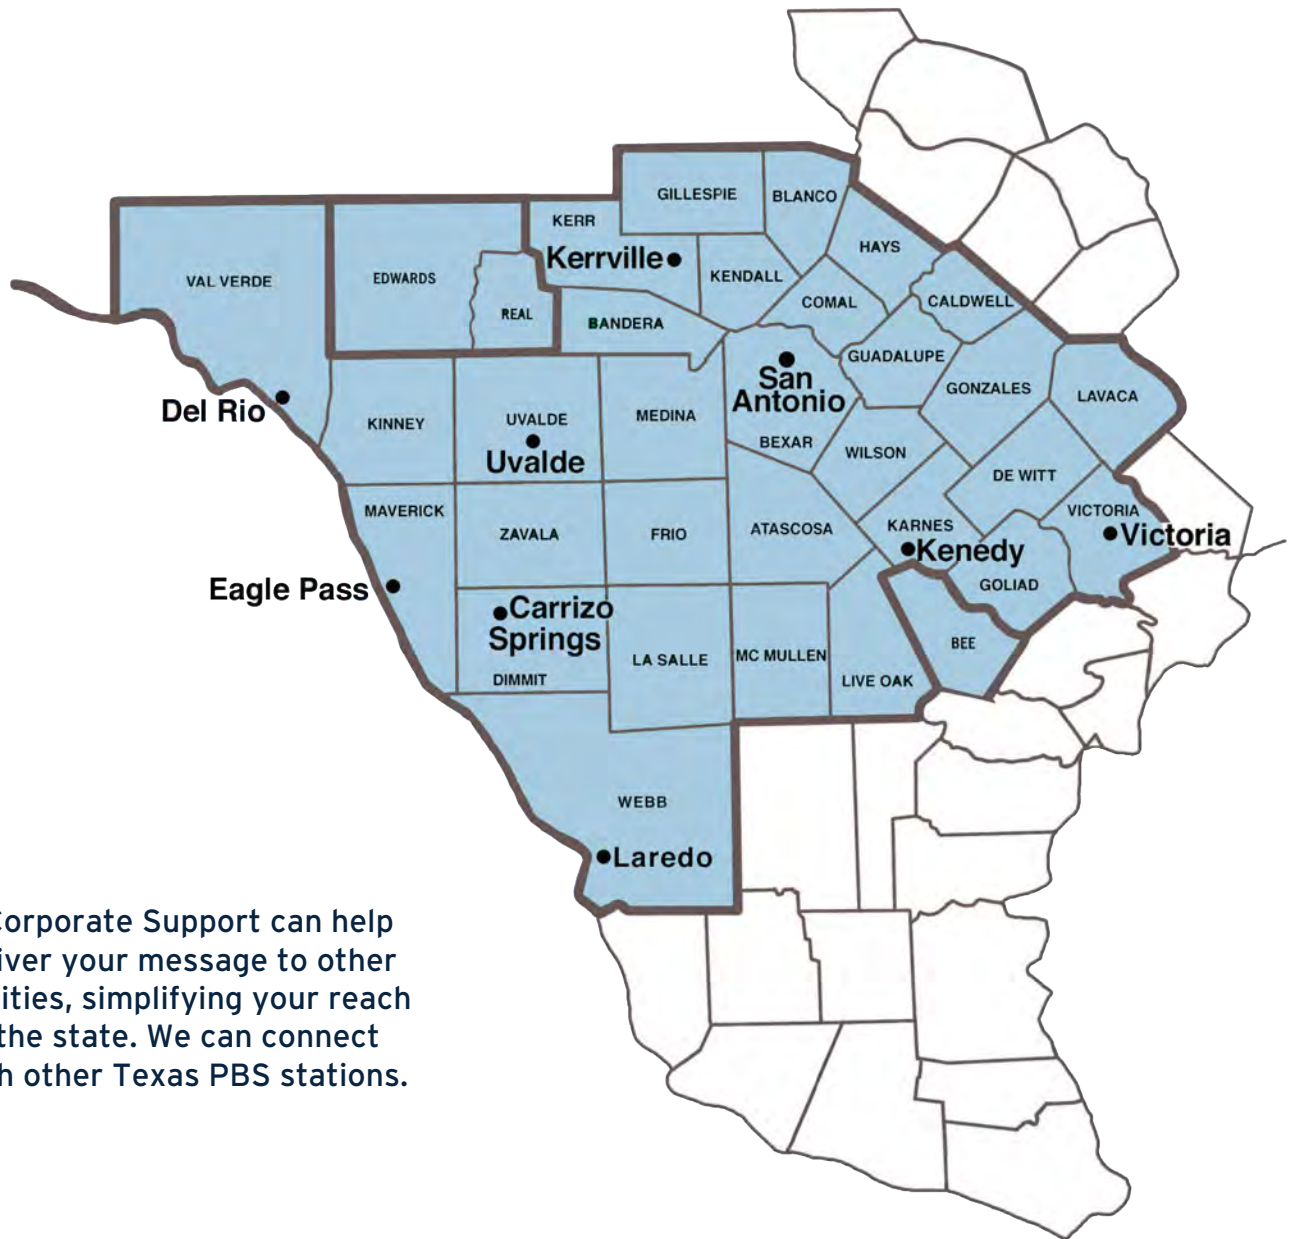 GILLESPIE
BLANCO
KERR
Kerrville
HAYS
KENDALL
VAL VERDE
EDWARDS
REAL
BANDERA
COMAL
CALDWELL
GUADALUPE
San
Antonio
BEXAR
GONZALES
LAVACA
Del Rio
KINNEY
UVALDE
Uvalde
MEDINA
WILSON
DE WITT
MAVERICK
ZAVALA
FRIO
ATASCOSA
KARNES
Kenedy
VICTORIA
Victoria
GOLIAD
Eagle Pass
Carrizo
Springs
DIMMIT
LA SALLE
MC MULLEN
LIVE OAK
BEE
WEBB
Laredo
Corporate Support can help
iver your message to other
ities, simplifying your reach
the state. We can connect
h other Texas PBS stations.